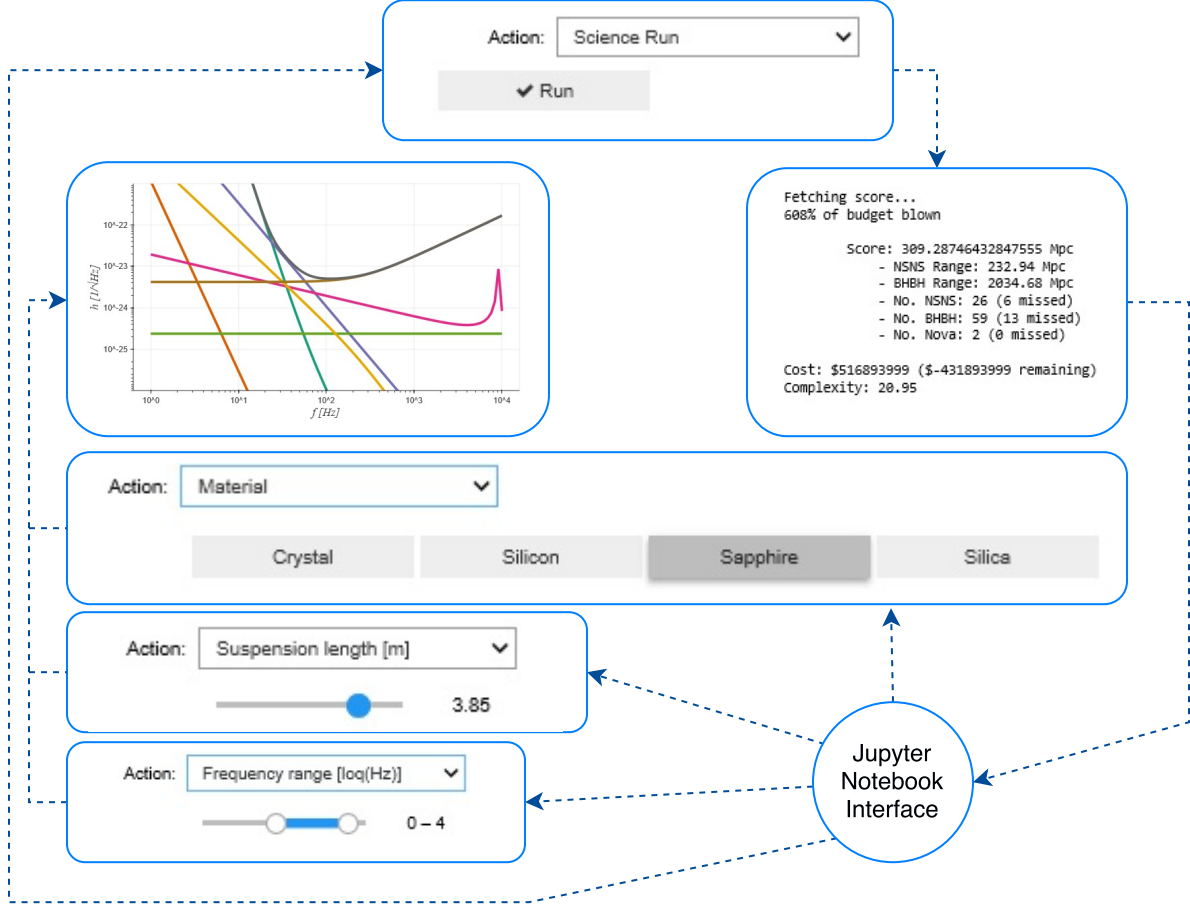 Action: Science Run
✔ Run
h [1/√Hz]
10^-22
10^-23
10^-24
10^-25
10^0 10^1 10^2 10^3 10^4
f [Hz]
Fetching score...
608% of budget blown
Score: 309.28746432847555 Mpc
- NSNS Range: 232.94 Mpc
- BHBH Range: 2034.68 Mpc
- No. NSNS: 26 (6 missed)
- No. BHBH: 59 (13 missed)
- No. Nova: 2 (0 missed)
Cost: $516893999 ($-431893999 remaining)
Complexity: 20.95
Action: Material
Crystal Silicon Sapphire Silica
Action: Suspension length [m]
3.85
Action: Frequency range [loq(Hz)]
0 – 4
Jupyter
Notebook
Interface